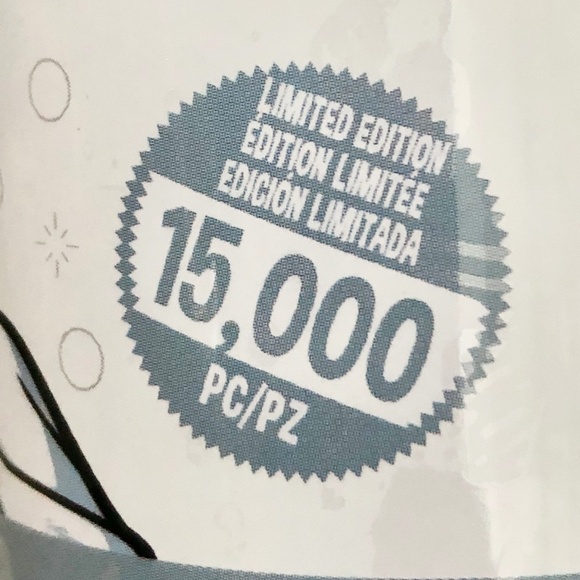 LIMITED EDITION
ÉDITION LIMITÉE
EDICIÓN LIMITADA
15,000
PC/PZ